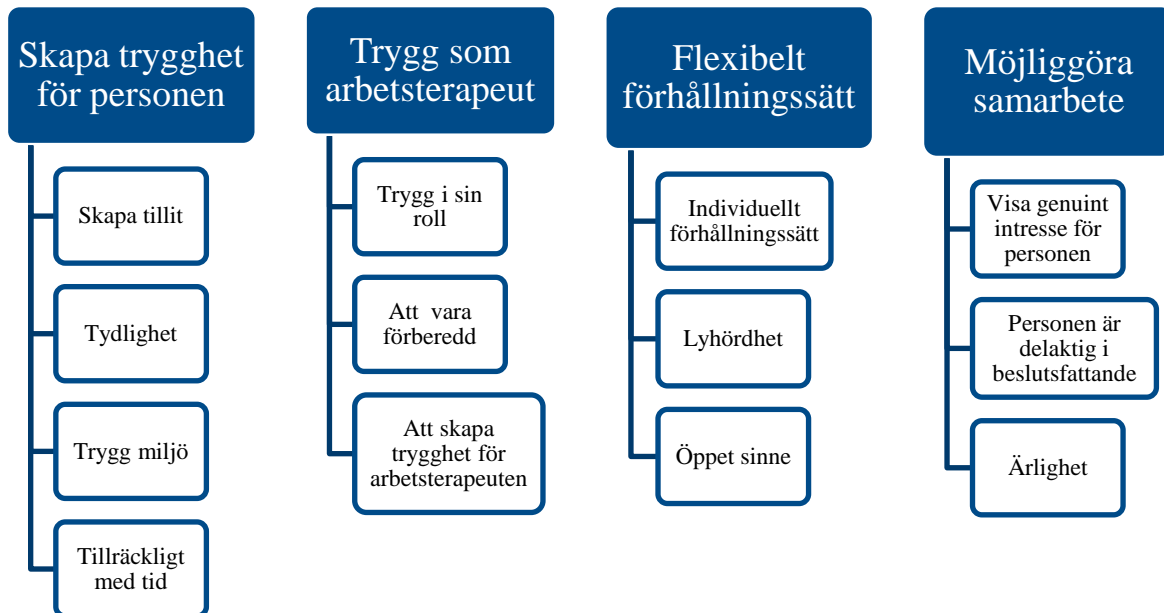 Skapa trygghet
för personen
Skapa tillit
Tydlighet
Trygg miljö
Tillräckligt
med tid
Trygg som
arbetsterapeut
Trygg i sin
roll
Att vara
förberedd
Att skapa
trygghet för
arbetsterapeuten
Flexibelt
förhållningssätt
Individuellt
förhållningssätt
Lyhördhet
Öppet sinne
Möjliggöra
samarbete
Visa genuint
intresse för
personen
Personen är
delaktig i
beslutsfattande
Ärlighet